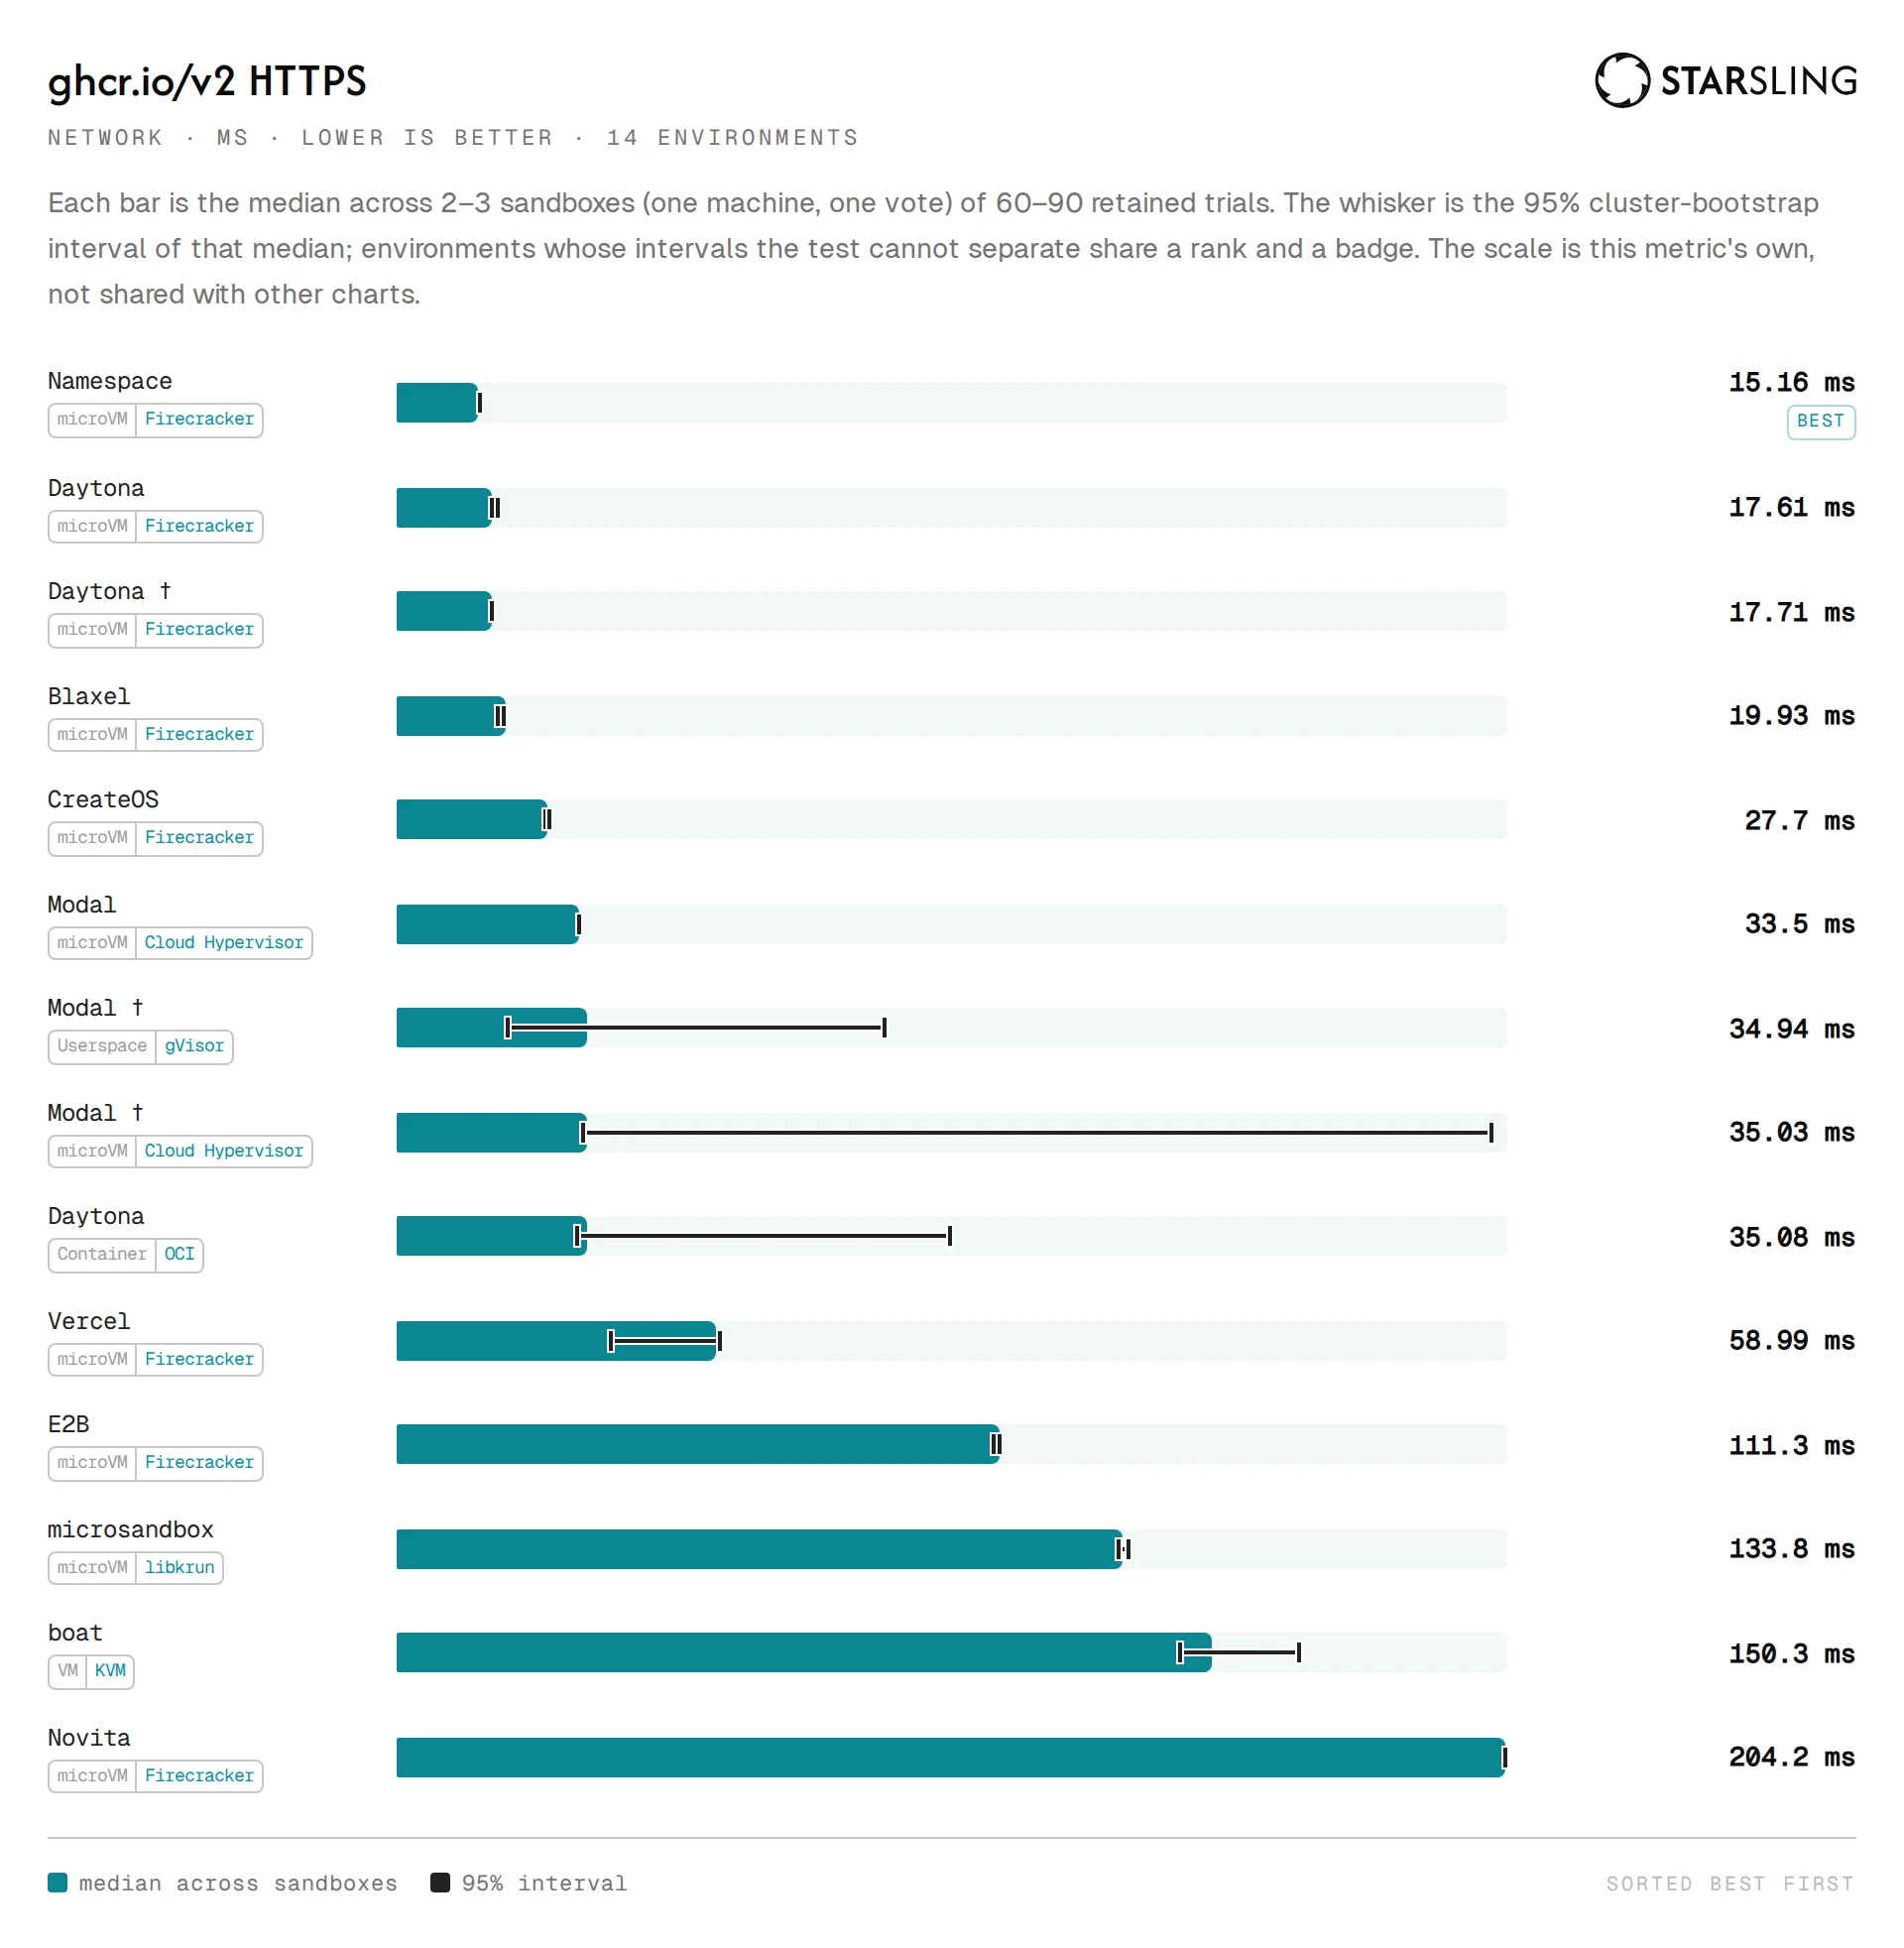 ghcr.io/v2 HTTPS
STARSLING
NETWORK · MS · LOWER IS BETTER · 14 ENVIRONMENTS
Each bar is the median across 2–3 sandboxes (one machine, one vote) of 60–90 retained trials. The whisker is the 95% cluster-bootstrap
interval of that median; environments whose intervals the test cannot separate share a rank and a badge. The scale is this metric's own,
not shared with other charts.
Namespace
microVM Firecracker
15.16 ms
BEST
Daytona
microVM Firecracker
17.61 ms
Daytona †
microVM Firecracker
17.71 ms
Blaxel
microVM Firecracker
19.93 ms
CreateOS
microVM Firecracker
27.7 ms
Modal
microVM Cloud Hypervisor
33.5 ms
Modal †
Userspace gVisor
34.94 ms
Modal †
microVM Cloud Hypervisor
35.03 ms
Daytona
Container OCI
35.08 ms
Vercel
microVM Firecracker
58.99 ms
E2B
microVM Firecracker
111.3 ms
microsandbox
microVM libkrun
133.8 ms
boat
VM KVM
150.3 ms
Novita
microVM Firecracker
204.2 ms
median across sandboxes 95% interval
SORTED BEST FIRST